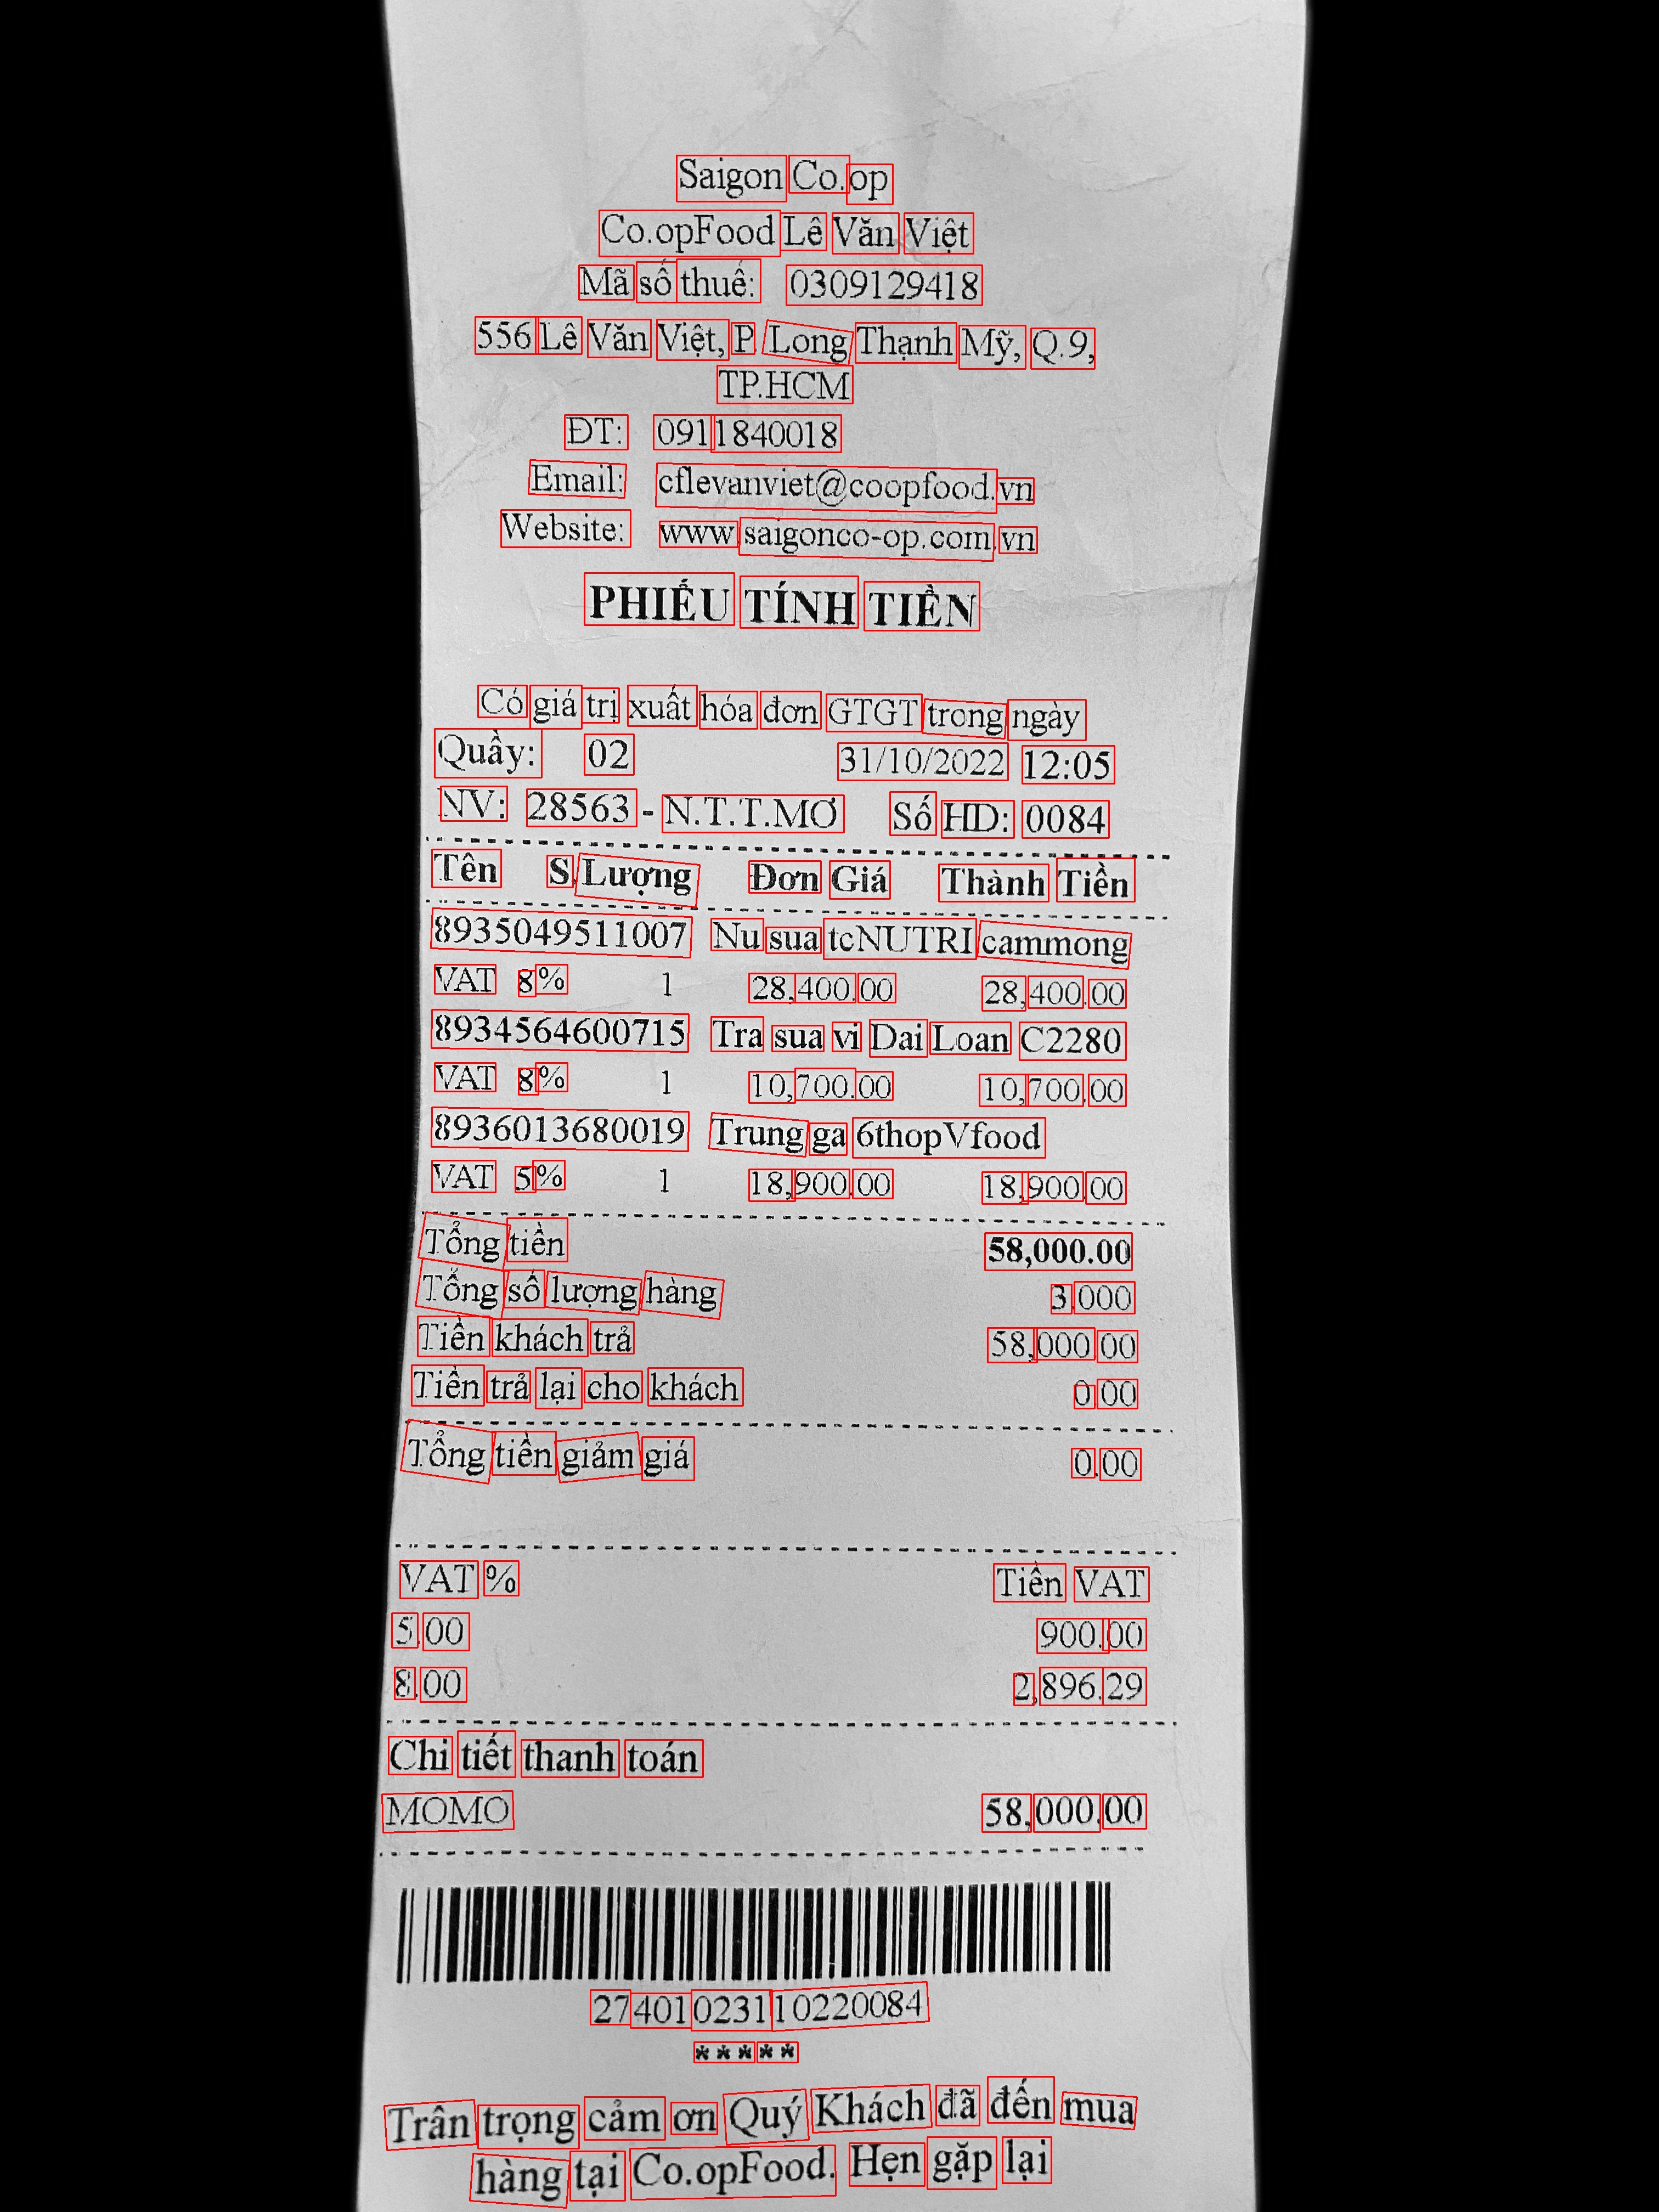 Saigon Co.op
Co.opFood Lê Văn Việt
Mã số thuế: 0309129418
556 Lê Văn Việt, P. Long Thạnh Mỹ, Q.9,
TP.HCM
ĐT: 0911840018
Email: cflevanviet@coopfood.vn
Website: www.saigonco-op.com.vn
PHIẾU TÍNH TIỀN
Có giá trị xuất hóa đơn GTGT trong ngày
Quầy: 02 31/10/2022 12:05
NV: 28563 - N.T.T.MƠ Số HD: 0084
Tên S.Lượng Đơn Giá Thành Tiền
8935049511007 Nu sua tcNUTRI cammong
VAT 8% 1 28,400.00 28,400.00
8934564600715 Tra sua vi Dai Loan C2280
VAT 8% 1 10,700.00 10,700.00
8936013680019 Trung ga 6thopVfood
VAT 5% 1 18,900.00 18,900.00
Tổng tiền 58,000.00
Tổng số lượng hàng 3.000
Tiền khách trả 58,000.00
Tiền trả lại cho khách 0.00
Tổng tiền giảm giá 0.00
VAT % Tiền VAT
5.00 900.00
8.00 2,896.29
Chi tiết thanh toán
MOMO 58,000.00
27401023110220084
*****
Trân trọng cảm ơn Quý Khách đã đến mua
hàng tại Co.opFood. Hẹn gặp lại